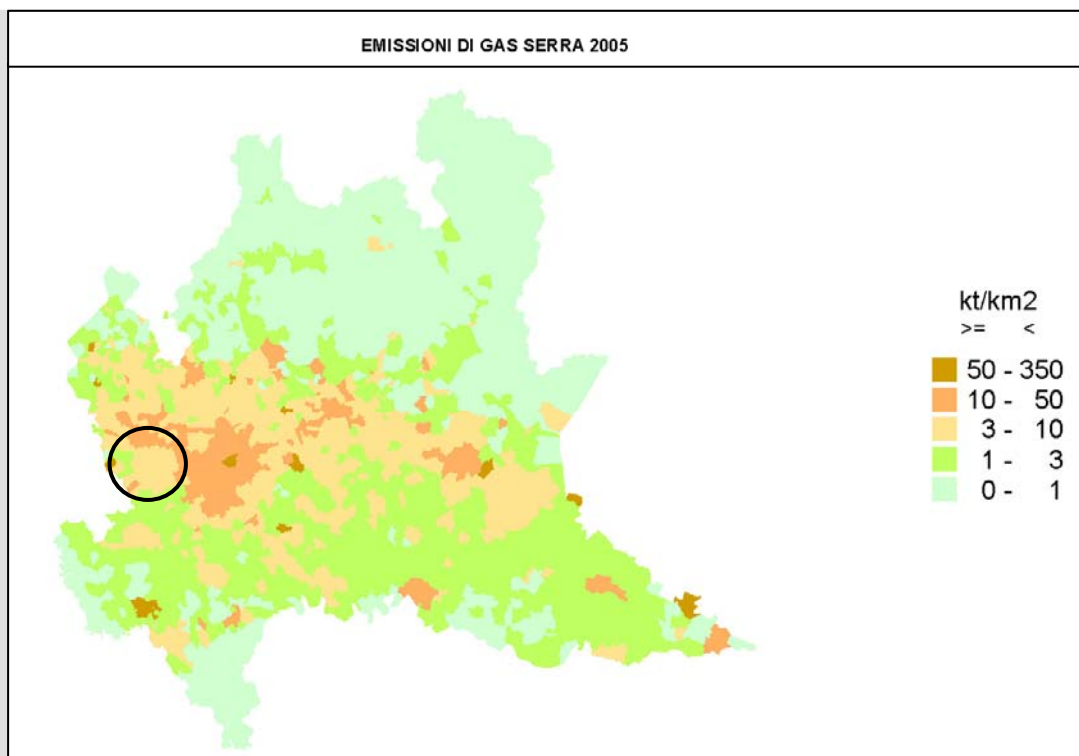 EMISSIONI DI GAS SERRA 2005
kt/km2
>= <
50 - 350
10 - 50
3 - 10
1 - 3
0 - 1